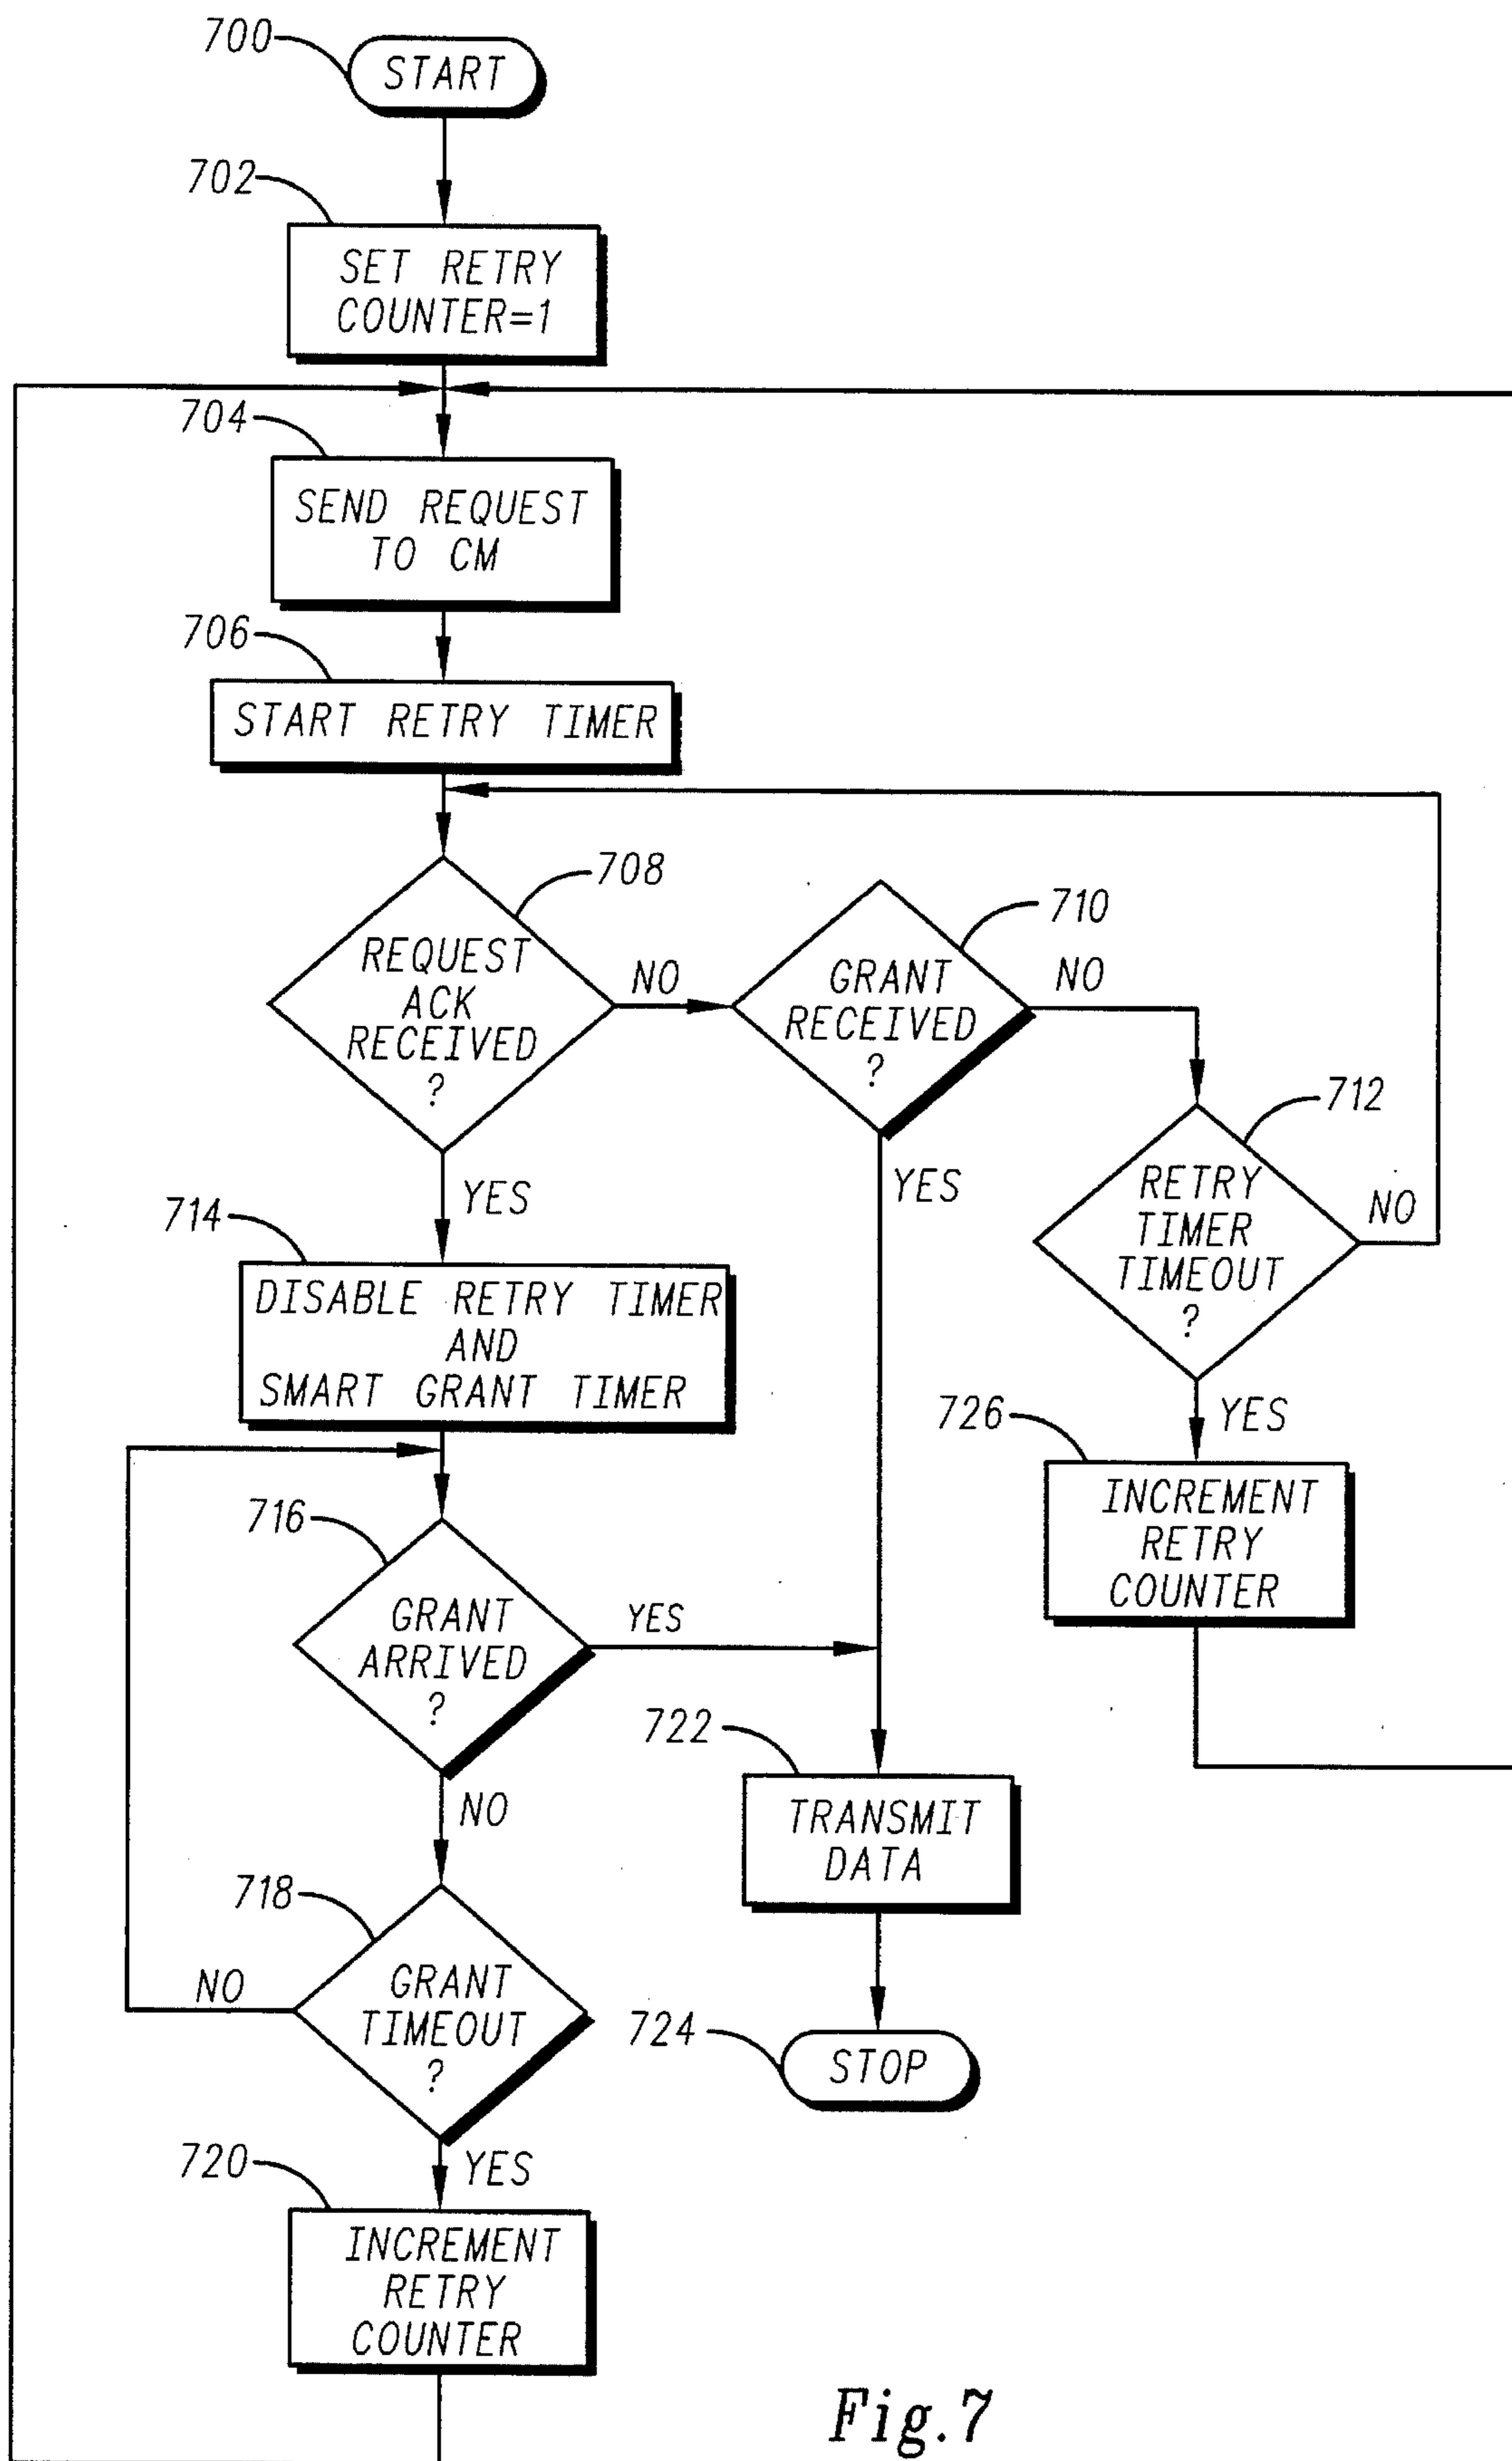 700
START
702
SET RETRY
COUNTER=1
704
SEND REQUEST
TO CM
706
START RETRY TIMER
708
REQUEST
ACK
RECEIVED
?
NO
710
GRANT
RECEIVED
?
NO
712
RETRY
TIMER
TIMEOUT
?
NO
YES
YES
714
DISABLE RETRY TIMER
AND
SMART GRANT TIMER
YES
726
INCREMENT
RETRY
COUNTER
716
GRANT
ARRIVED
?
YES
NO
722
TRANSMIT
DATA
718
GRANT
TIMEOUT
?
NO
724
STOP
YES
720
INCREMENT
RETRY
COUNTER
Fig.7